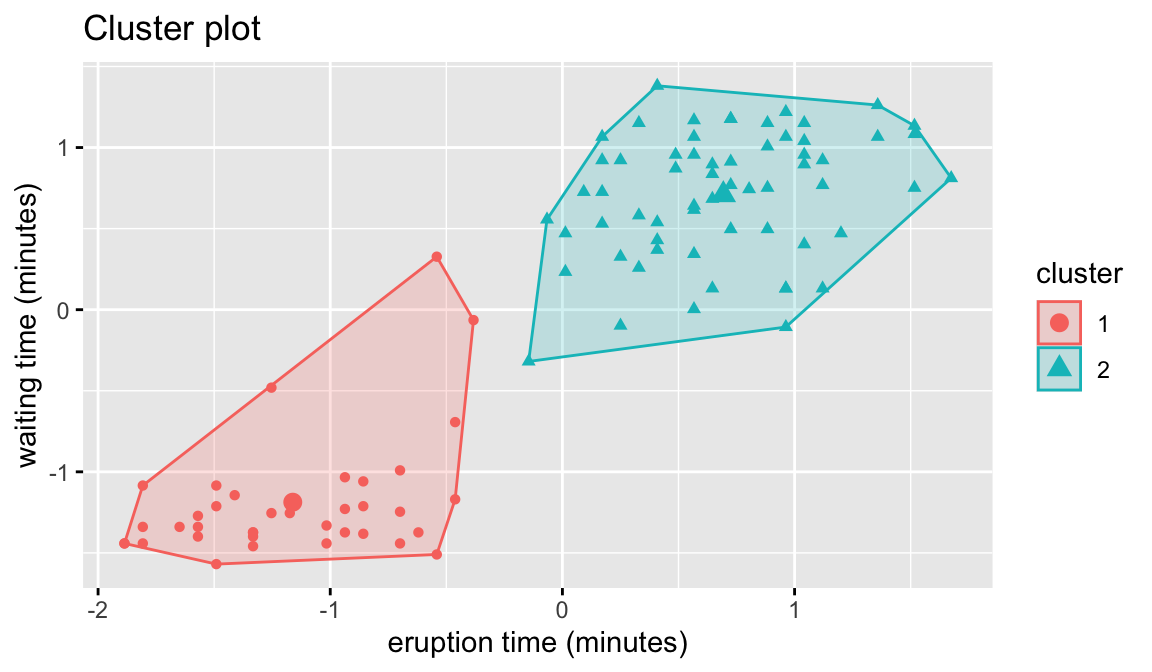 Cluster plot
waiting time (minutes)
1
0
-1
-2
-1
0
1
eruption time (minutes)
cluster
1
2